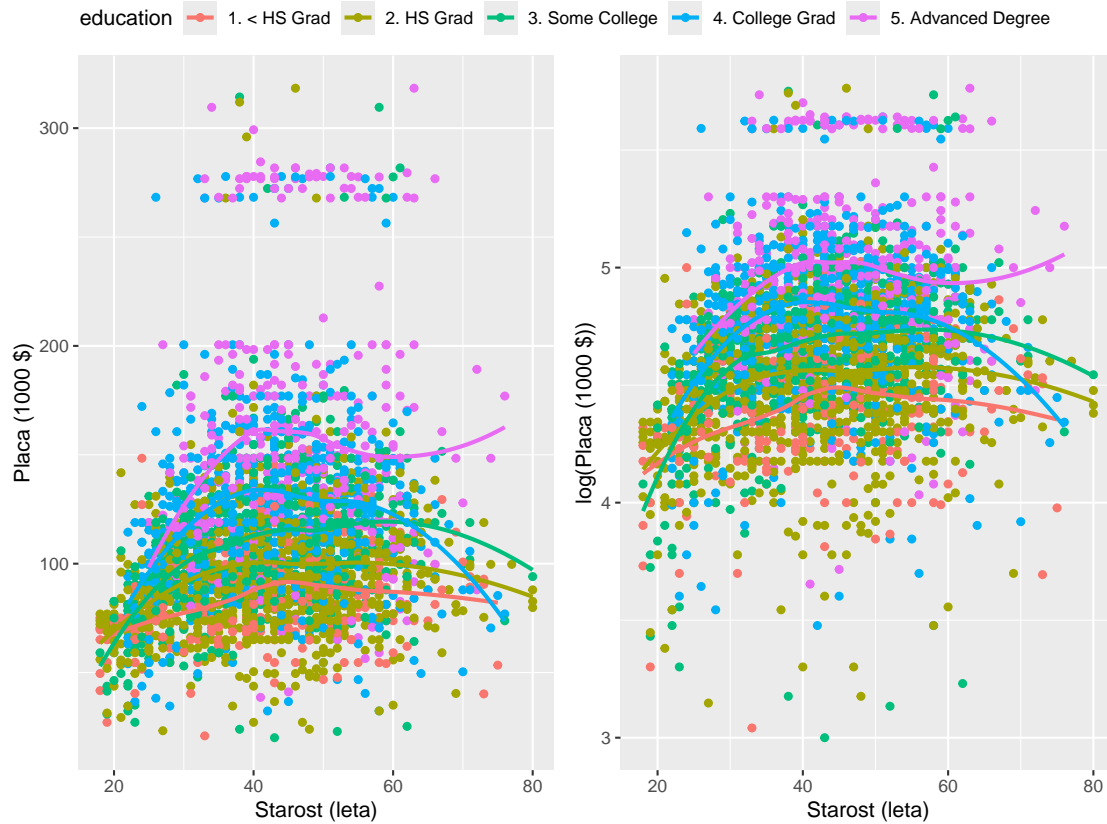 education 1. < HS Grad 2. HS Grad 3. Some College 4. College Grad 5. Advanced Degree
Placa (1000 $)
300
200
100
20 40 60 80
Starost (leta)
log(Placa (1000 $))
5
4
3
20 40 60 80
Starost (leta)